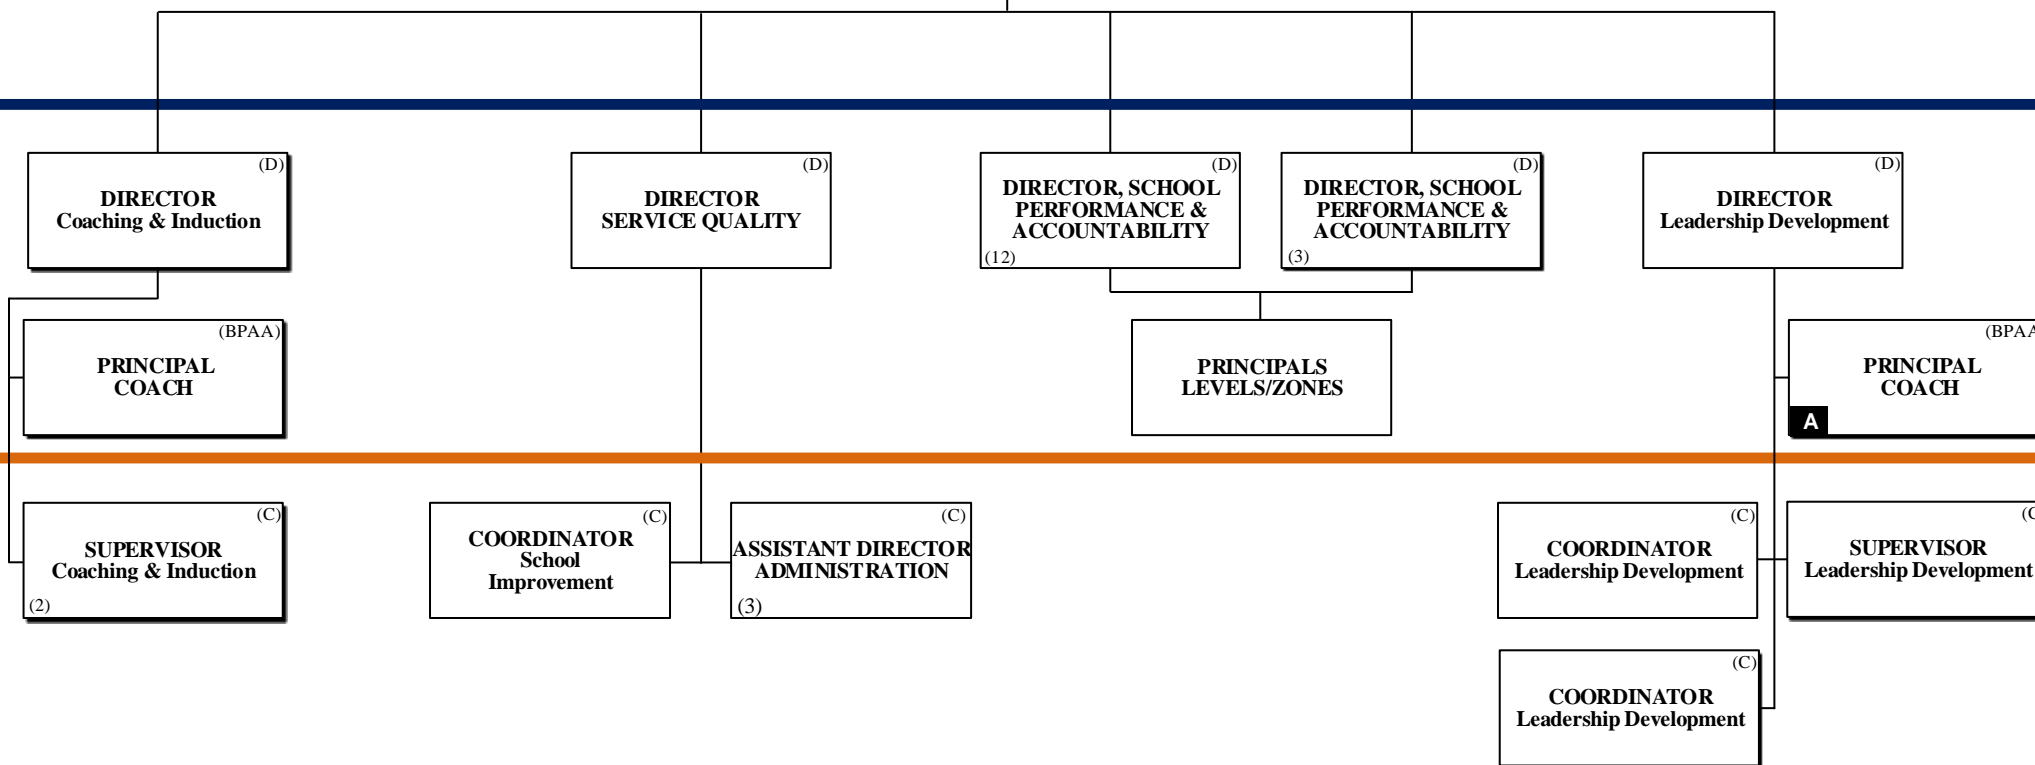 (D)
DIRECTOR
Coaching & Induction
(D)
DIRECTOR
SERVICE QUALITY
(D)
DIRECTOR, SCHOOL
PERFORMANCE &
ACCOUNTABILITY
(12)
(D)
DIRECTOR, SCHOOL
PERFORMANCE &
ACCOUNTABILITY
(3)
(D)
DIRECTOR
Leadership Development
(BPAA)
PRINCIPAL
COACH
PRINCIPALS
LEVELS/ZONES
(BPAA
PRINCIPAL
COACH
A
(C)
SUPERVISOR
Coaching & Induction
(2)
(C)
COORDINATOR
School
Improvement
(C)
ASSISTANT DIRECTOR
ADMINISTRATION
(3)
(C)
COORDINATOR
Leadership Development
(C
SUPERVISOR
Leadership Development
(C)
COORDINATOR
Leadership Development